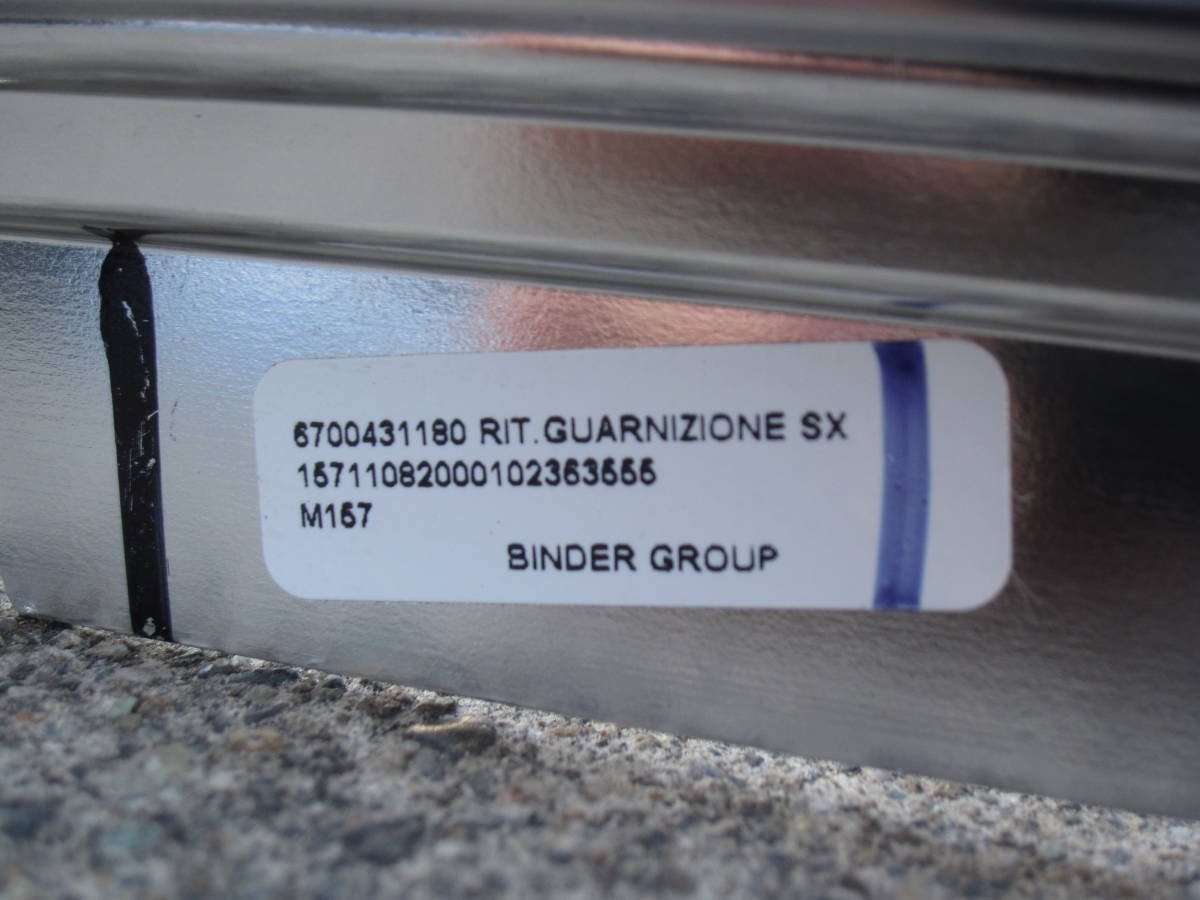 6700431180 RIT.GUARNIZIONE SX
15711082000102363555
M157
BINDER GROUP